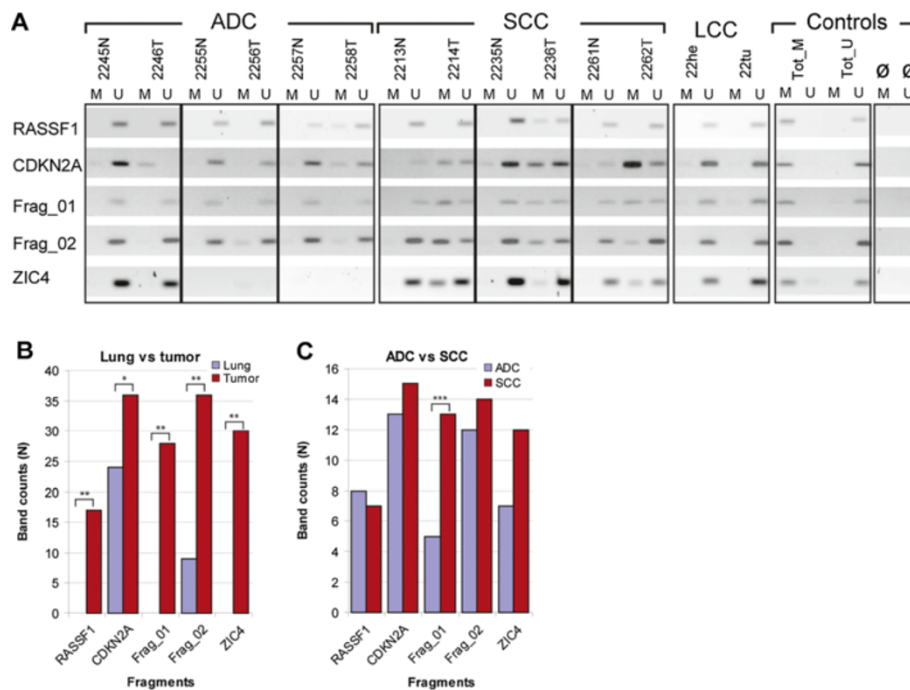 A
ADC SCC LCC Controls
2245N 2246T 2255N 2256T 2257N 2258T 2213N 2214T 2235N 2236T 2261N 2262T 22he 22tu Tot_M Tot_U Ø Ø
M U M U M U M U M U M U M U M U M U M U M U M U M U M U M U M U M U
RASSF1
CDKN2A
Frag_01
Frag_02
ZIC4
B
Lung vs tumor
Lung
Tumor
Band counts (N)
40
35
30
25
20
15
10
5
0
** * ** ** **
RASSF1 CDKN2A Frag_01 Frag_02 ZIC4
Fragments
C
ADC vs SCC
ADC
SCC
Band counts (N)
16
14
12
10
8
6
4
2
0
***
RASSF1 CDKN2A Frag_01 Frag_02 ZIC4
Fragments